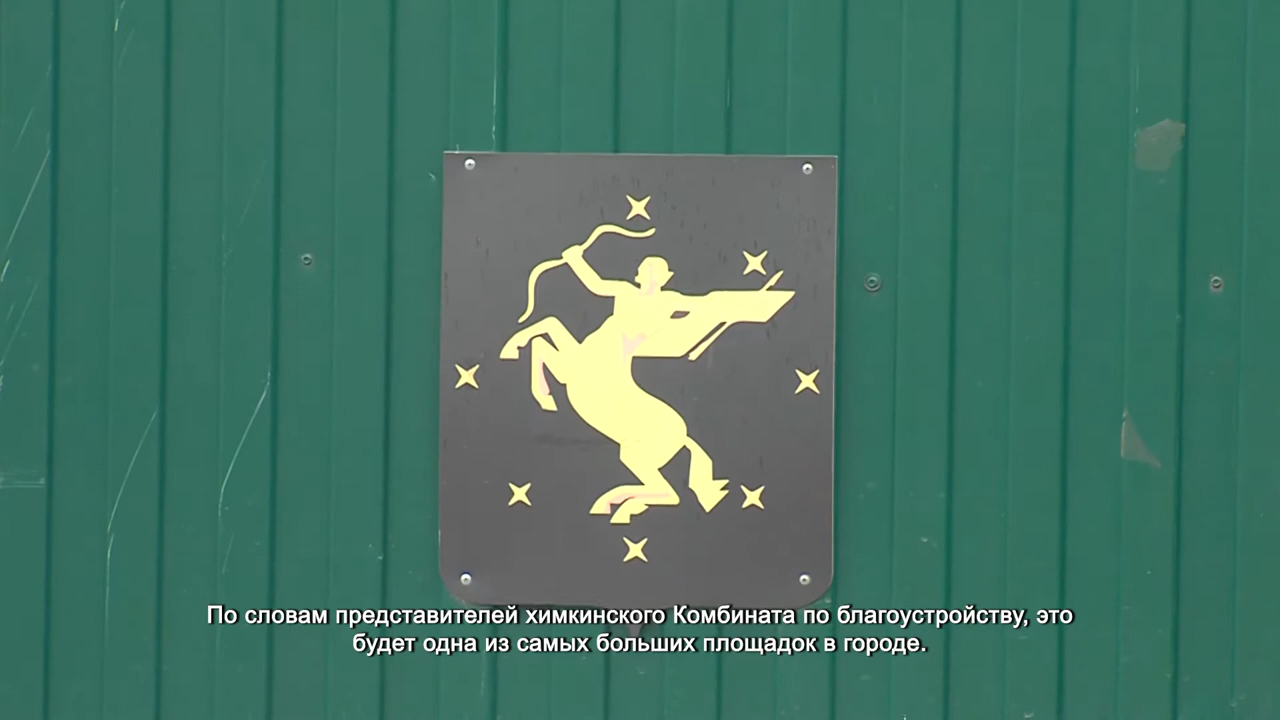 По словам представителей химкинского Комбината по благоустройству, это
будет одна из самых больших площадок в городе.